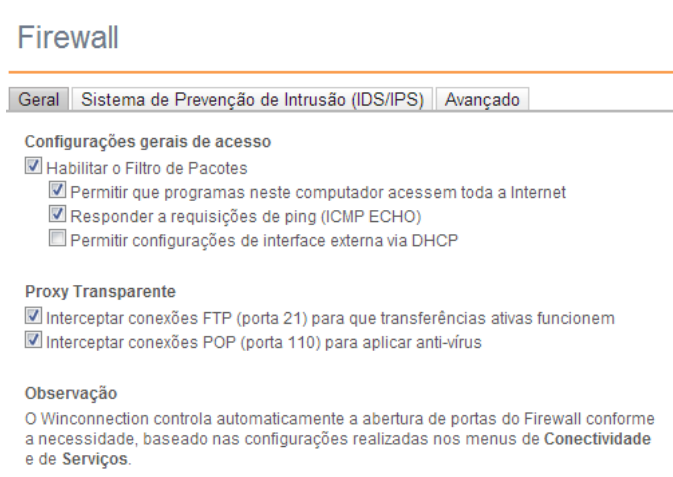 Firewall
Geral Sistema de Prevenção de Intrusão (IDS/IPS) Avançado
Configurações gerais de acesso
Habilitar o Filtro de Pacotes
Permitir que programas neste computador acessem toda a Internet
Responder a requisições de ping (ICMP ECHO)
Permitir configurações de interface externa via DHCP
Proxy Transparente
Interceptar conexões FTP (porta 21) para que transferências ativas funcionem
Interceptar conexões POP (porta 110) para aplicar anti-vírus
Observação
O Winconnection controla automaticamente a abertura de portas do Firewall conforme
a necessidade, baseado nas configurações realizadas nos menus de Conectividade
e de Serviços.